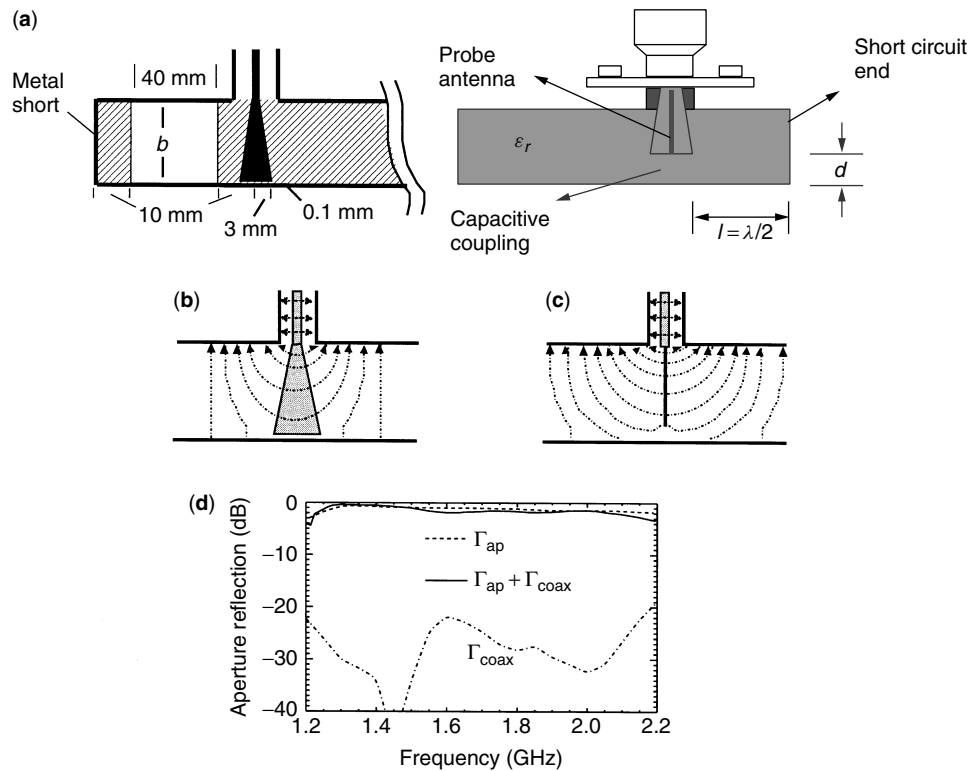 (a)
Metal
short
40 mm
b
10 mm
3 mm
0.1 mm
Probe
antenna
Short circuit
end
εr
d
Capacitive
coupling
l = λ/2
(b)
(c)
(d)
Aperture reflection (dB)
0
−10
−20
−30
−40
Γap
Γap + Γcoax
Γcoax
1.2
1.4
1.6
1.8
2.0
2.2
Frequency (GHz)